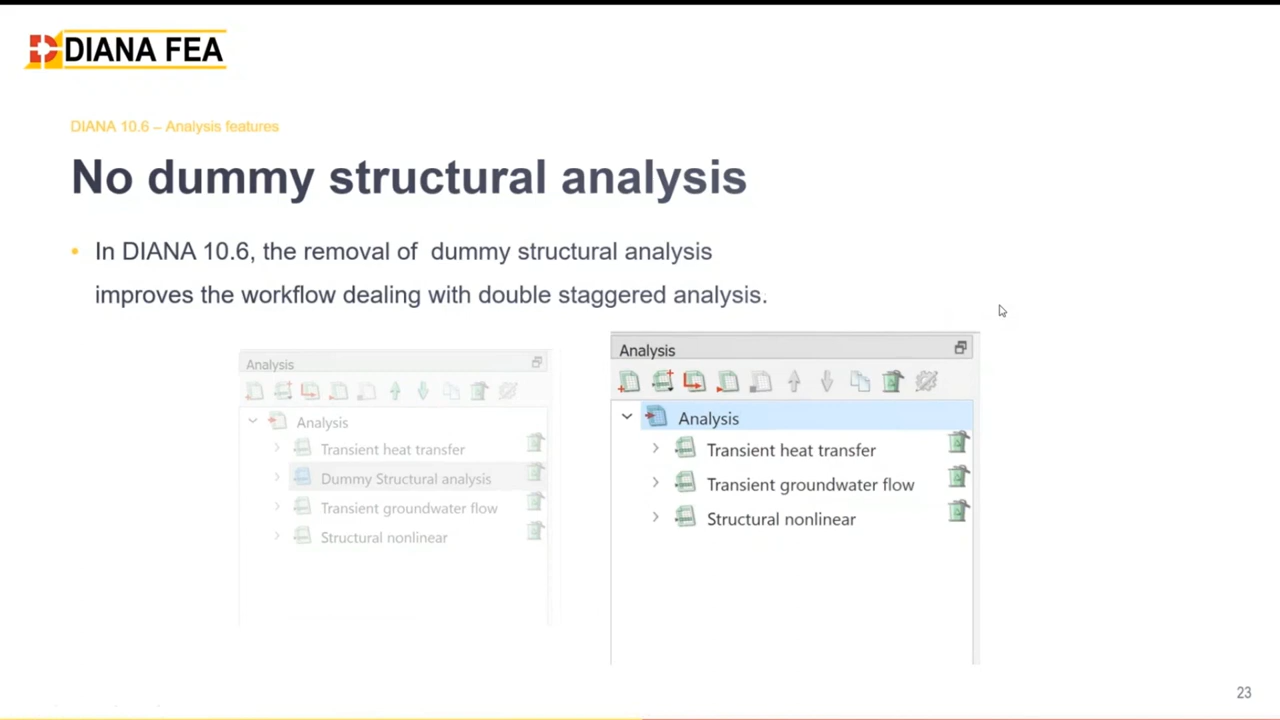 DIANA FEA
DIANA 10.6 – Analysis features
No dummy structural analysis
• In DIANA 10.6, the removal of dummy structural analysis
improves the workflow dealing with double staggered analysis.
Analysis
Analysis
Transient heat transfer
Dummy Structural analysis
Transient groundwater flow
Structural nonlinear
Analysis
Analysis
Transient heat transfer
Transient groundwater flow
Structural nonlinear
23